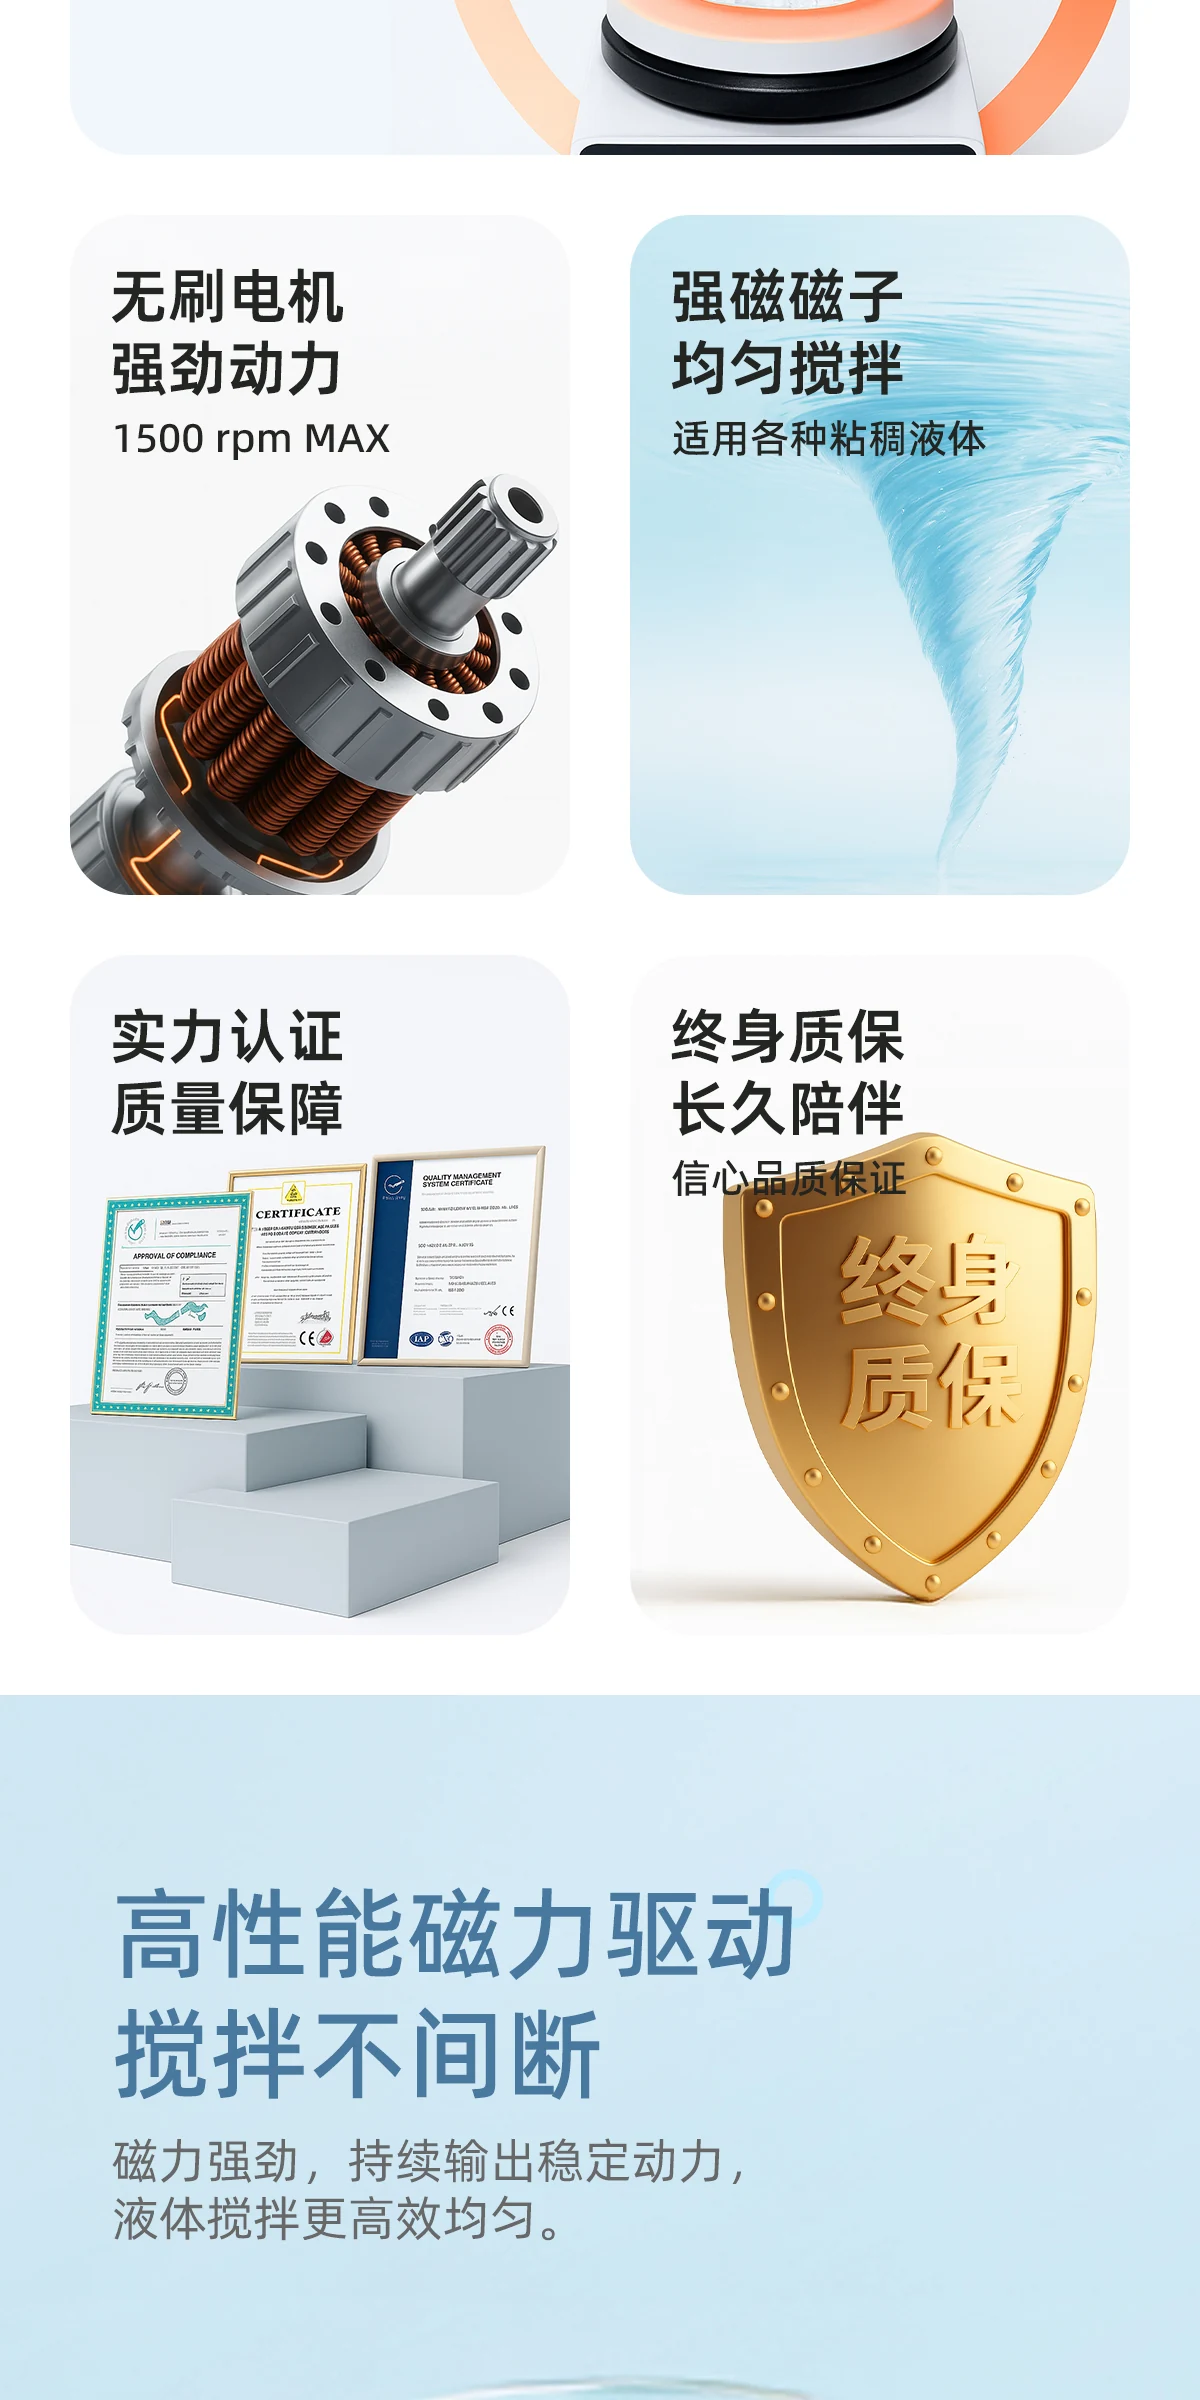 无刷电机
强劲动力
1500 rpm MAX
强磁磁子
均匀搅拌
适用各种粘稠液体
实力认证
质量保障
APPROVAL OF COMPLIANCE
CERTIFICATE
QUALITY MANAGEMENT
SYSTEM CERTIFICATE
IAP
CE
CE
终身质保
长久陪伴
信心品质保证
终身
质保
高性能磁力驱动
搅拌不间断
磁力强劲，持续输出稳定动力，
液体搅拌更高效均匀。